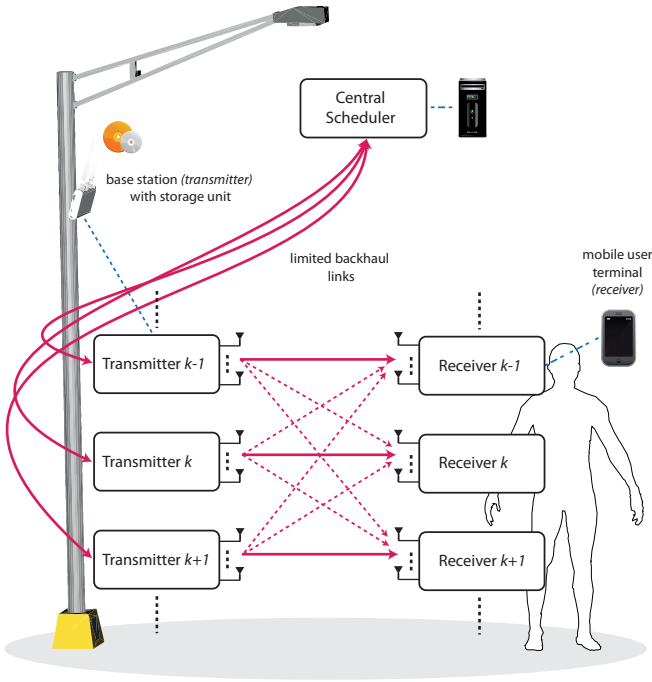 Central
Scheduler
base station (transmitter)
with storage unit
limited backhaul
links
mobile user
terminal
(receiver)
Transmitter k-1
Receiver k-1
Transmitter k
Receiver k
Transmitter k+1
Receiver k+1